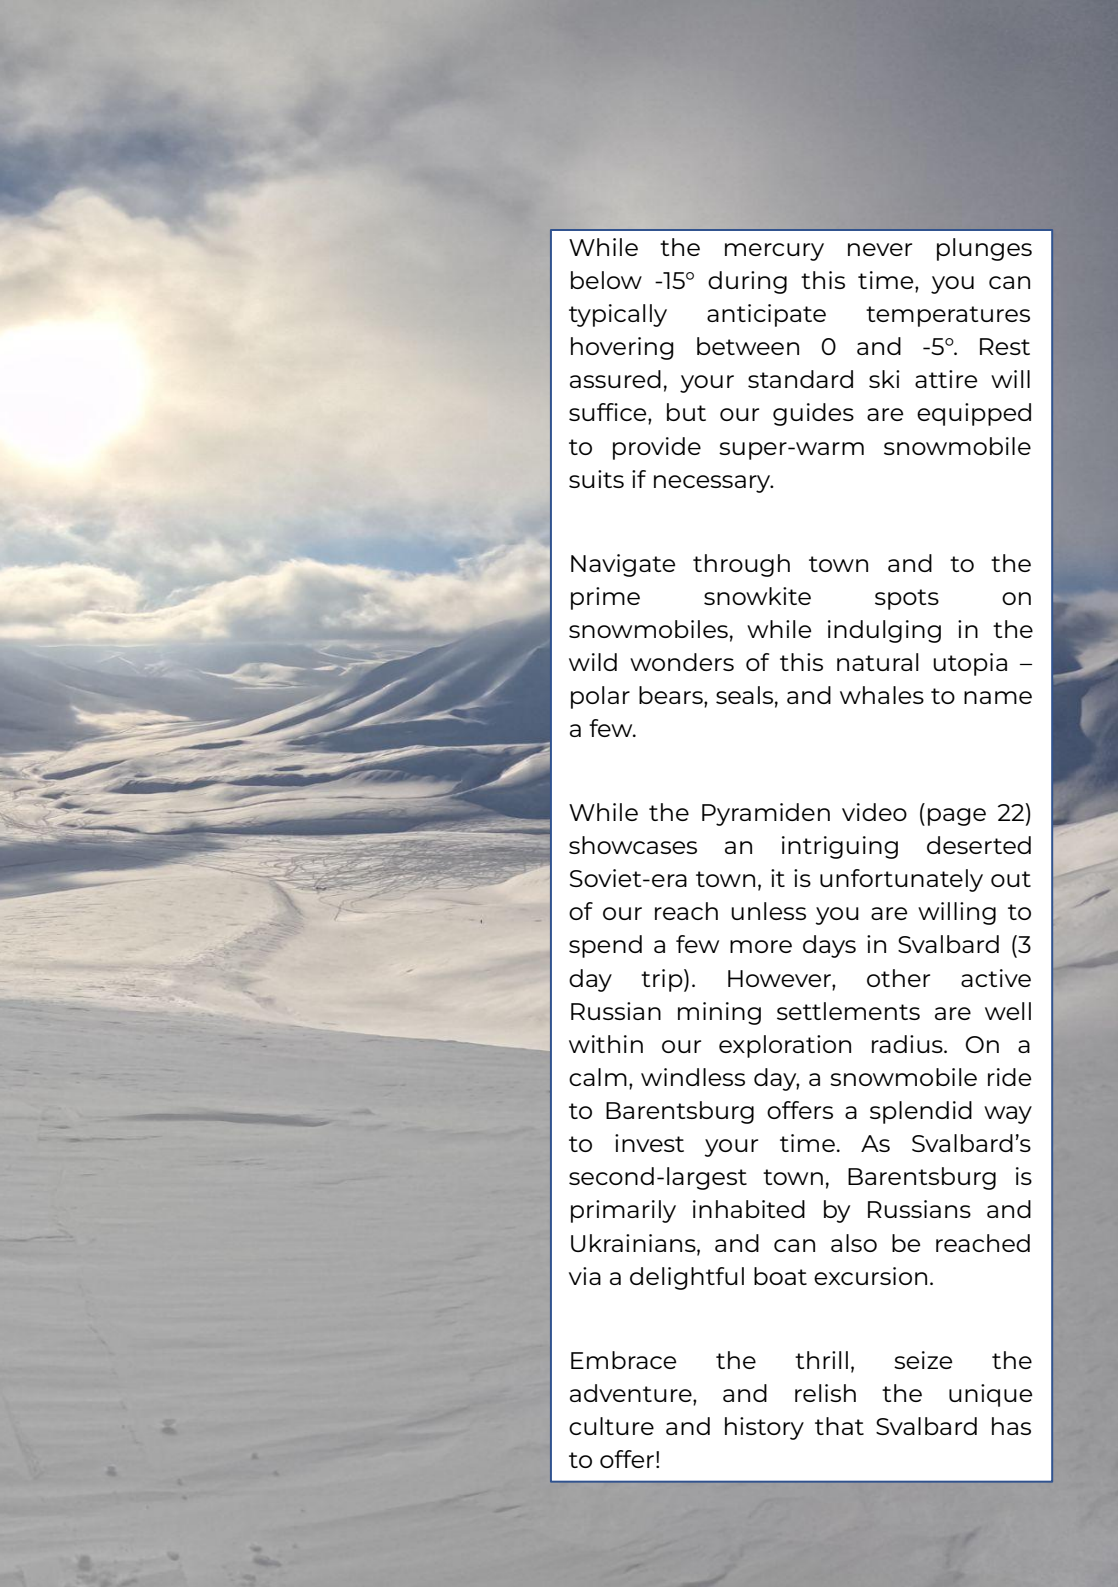 While the mercury never plunges
below -15° during this time, you can
typically anticipate temperatures
hovering between 0 and -5°. Rest
assured, your standard ski attire will
suffice, but our guides are equipped
to provide super-warm snowmobile
suits if necessary.
Navigate through town and to the
prime snowkite spots on
snowmobiles, while indulging in the
wild wonders of this natural utopia –
polar bears, seals, and whales to name
a few.
While the Pyramiden video (page 22)
showcases an intriguing deserted
Soviet-era town, it is unfortunately out
of our reach unless you are willing to
spend a few more days in Svalbard (3
day trip). However, other active
Russian mining settlements are well
within our exploration radius. On a
calm, windless day, a snowmobile ride
to Barentsburg offers a splendid way
to invest your time. As Svalbard’s
second-largest town, Barentsburg is
primarily inhabited by Russians and
Ukrainians, and can also be reached
via a delightful boat excursion.
Embrace the thrill, seize the
adventure, and relish the unique
culture and history that Svalbard has
to offer!